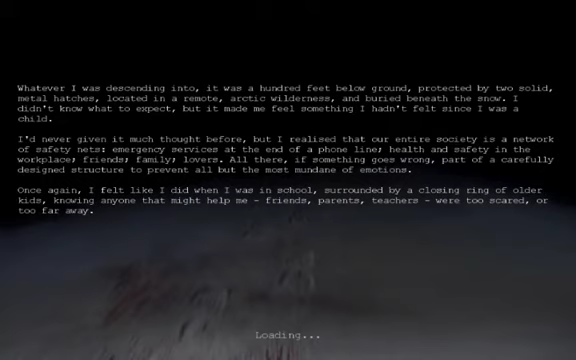 Whatever I was descending into, it was a hundred feet below ground, protected by two solid,
metal hatches, located in a remote, arctic wilderness, and buried beneath the snow. I
didn't know what to expect, but it made me feel something I hadn't felt since I was a
child.
I'd never given it much thought before, but I realised that our entire society is a network
of safety nets: emergency services at the end of a phone line; health and safety in the
workplace; friends; family; lovers. All there, if something goes wrong, part of a carefully
designed structure to prevent all but the most mundane of emotions.
Once again, I felt like I did when I was in school, surrounded by a closing ring of older
kids, knowing anyone that might help me - friends, parents, teachers - were too scared, or
too far away.
Loading...